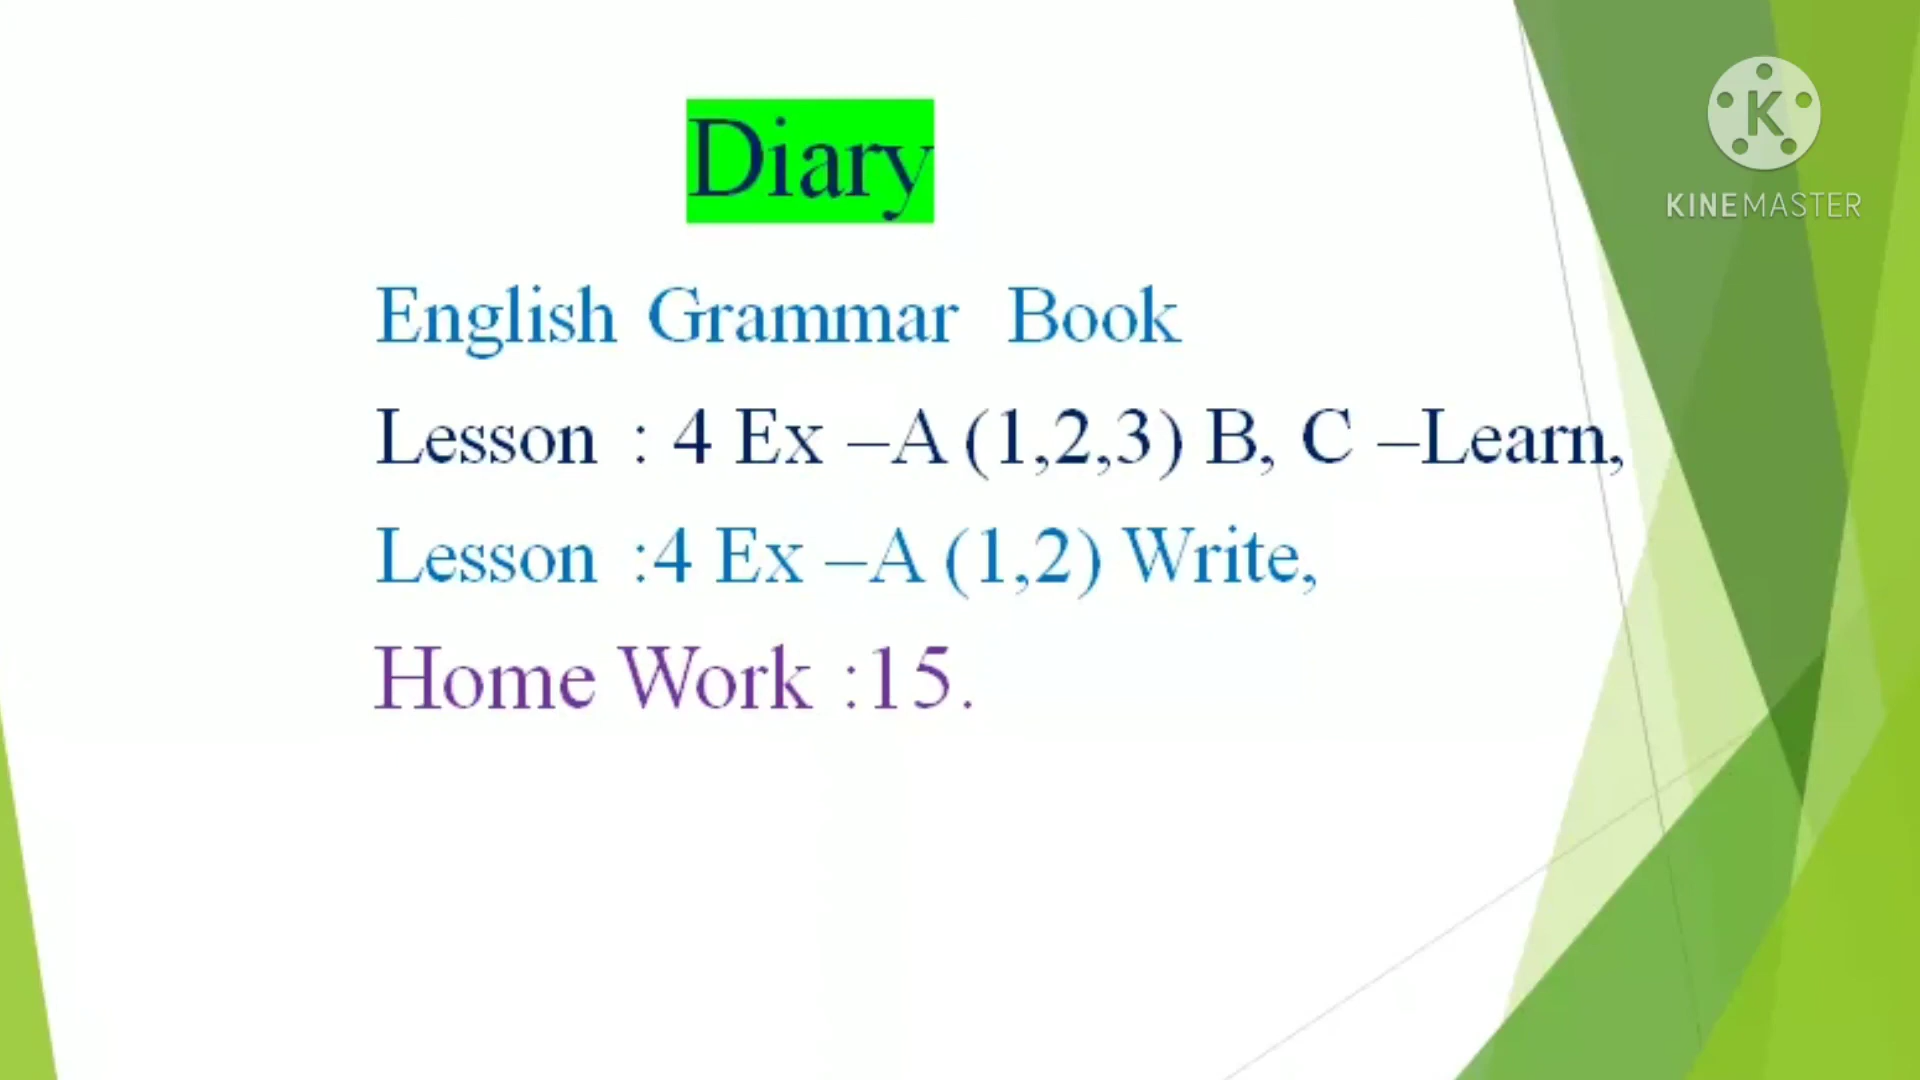 Diary
K
KINEMASTER
English Grammar Book
Lesson : 4 Ex –A (1,2,3) B, C –Learn,
Lesson :4 Ex –A (1,2) Write,
Home Work :15.